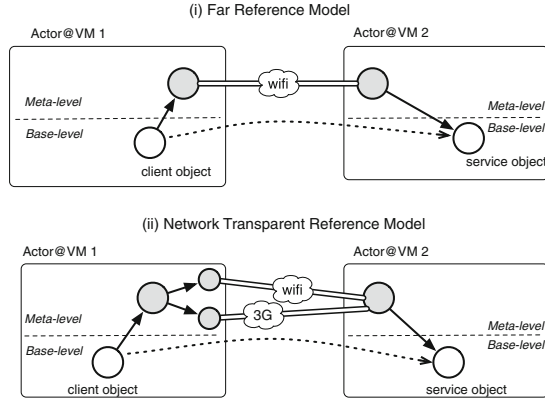 (i) Far Reference Model
Actor@VM 1
Actor@VM 2
wifi
Meta-level
Meta-level
Base-level
Base-level
client object
service object
(ii) Network Transparent Reference Model
Actor@VM 1
Actor@VM 2
wifi
3G
Meta-level
Meta-level
Base-level
Base-level
client object
service object